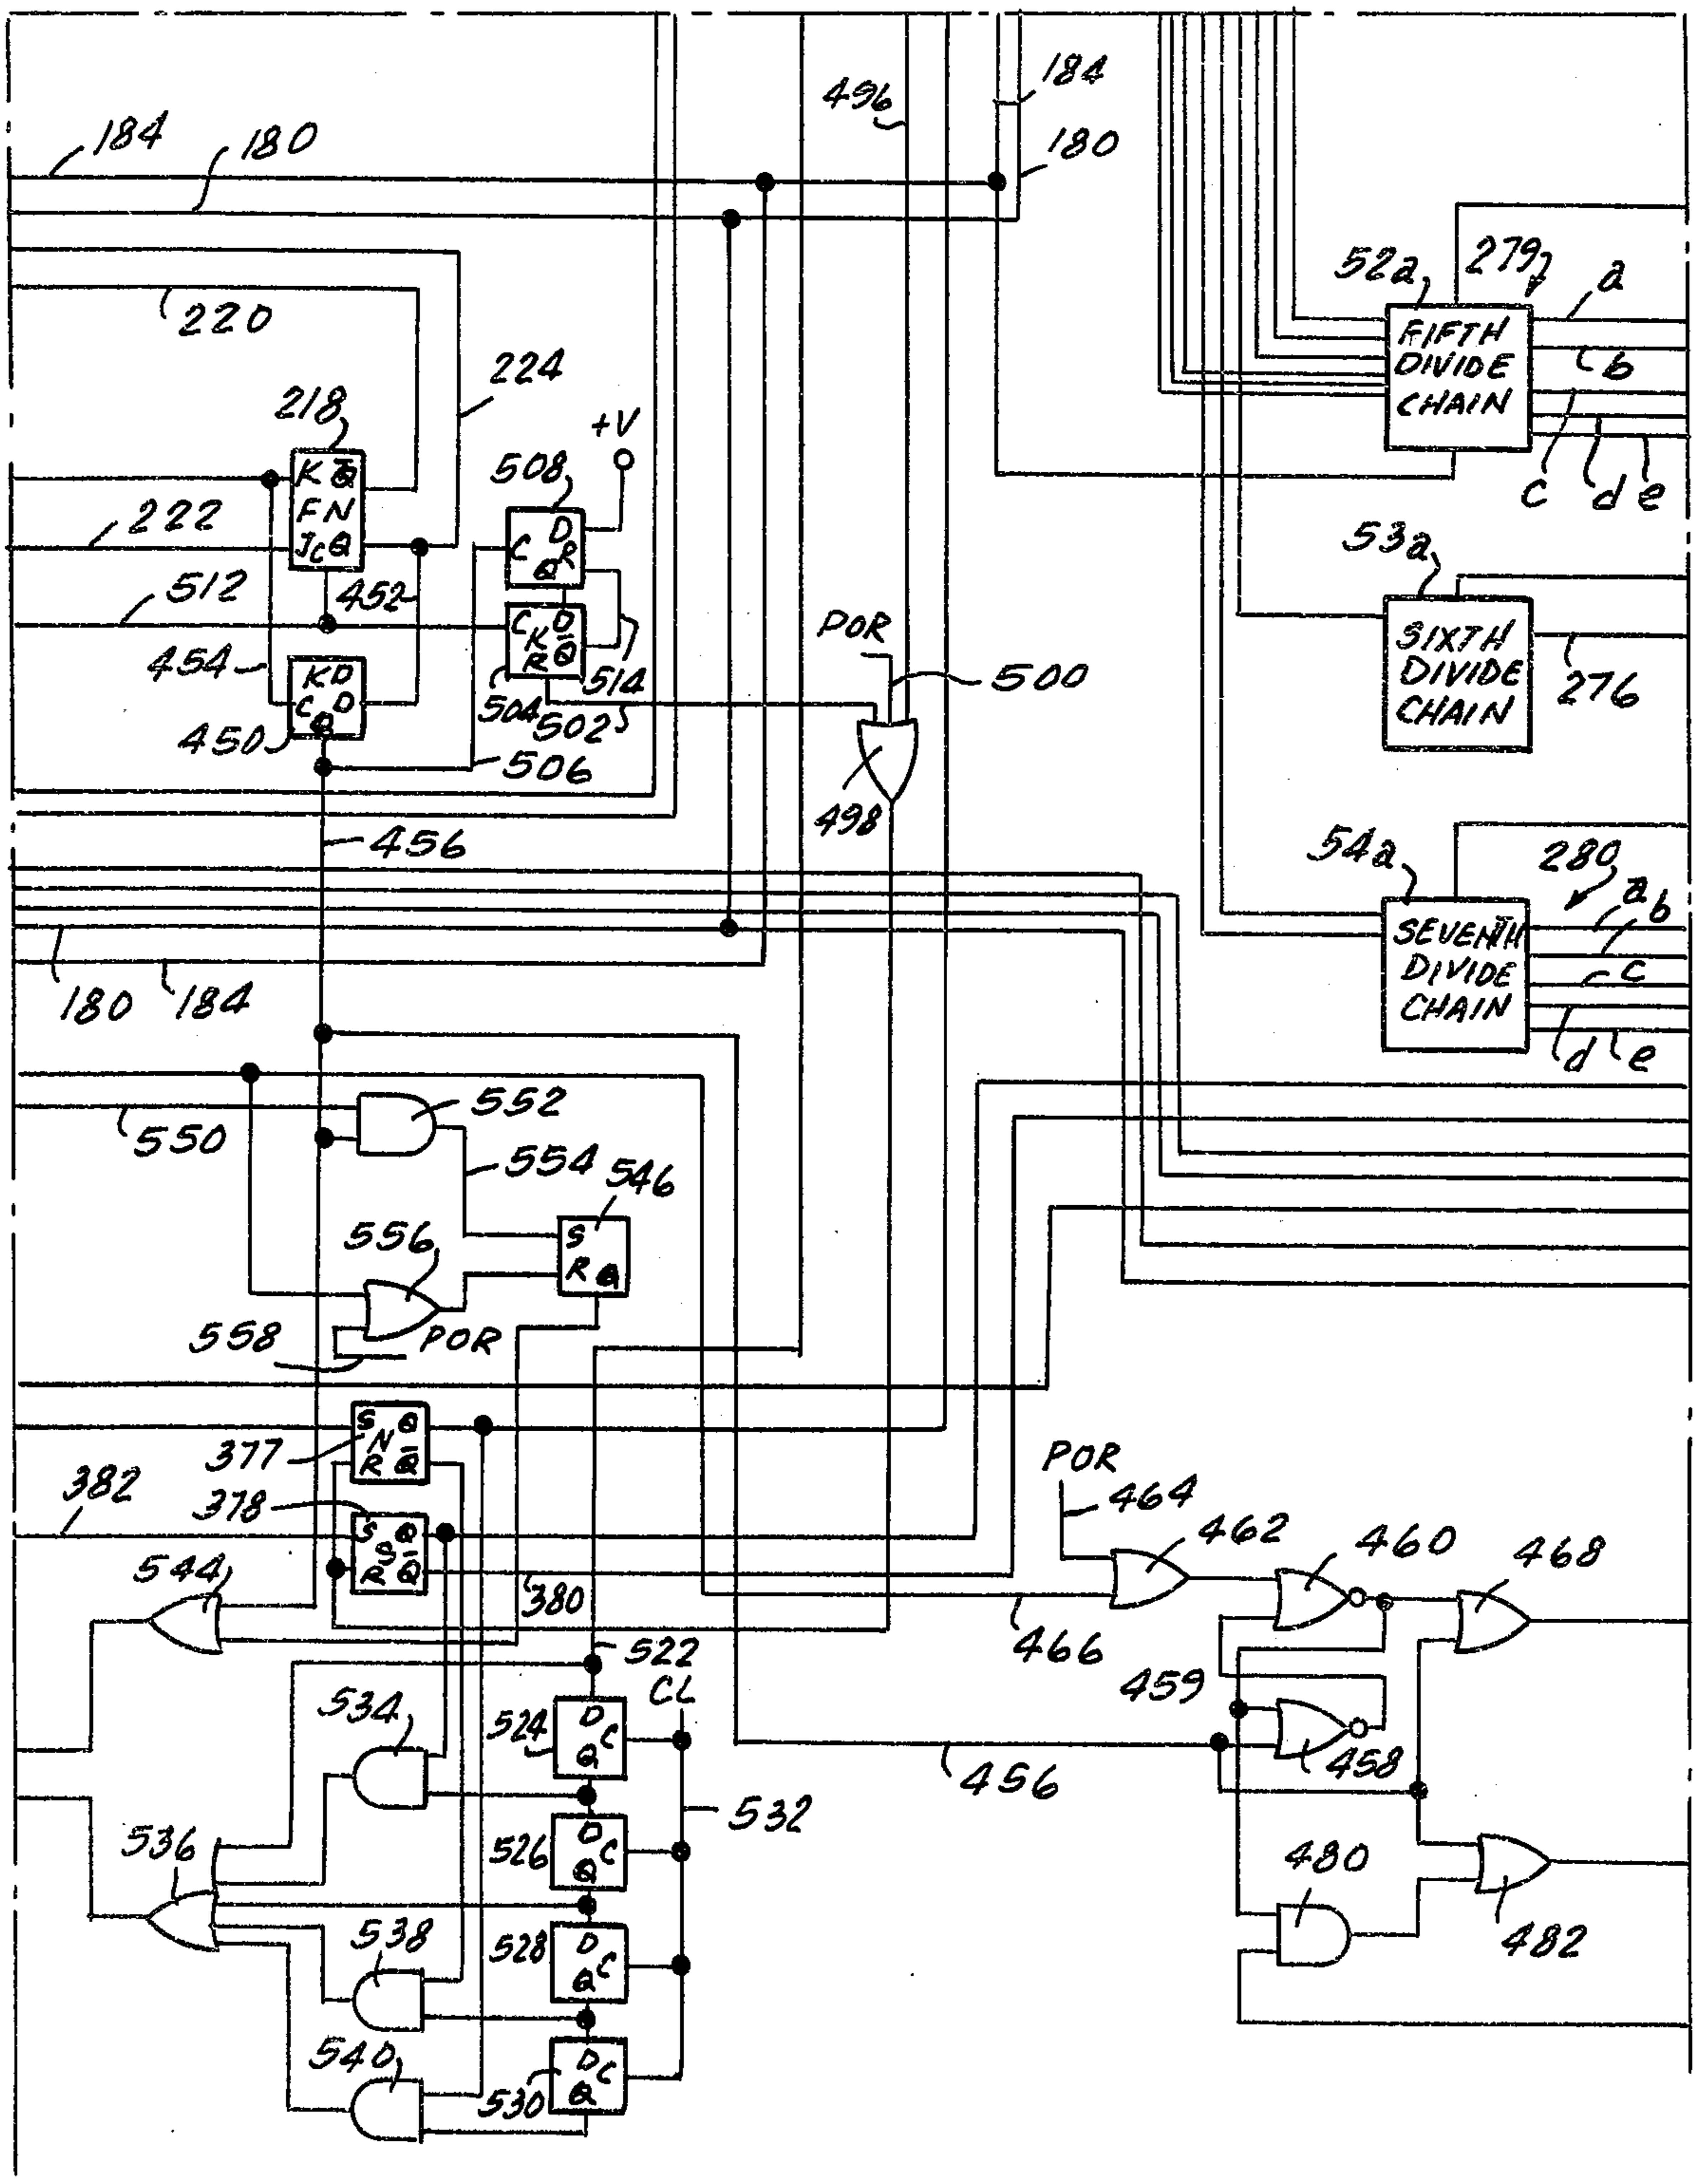 184
496
184
180
180
52a
279
a
220
FIFTH
DIVIDE
CHAIN
b
224
218
+V
508
c
d
e
K Q̅
F N
J C Q
222
D
C R
Q
53a
512
452
POR
C D
K Q̅
R
SIXTH
DIVIDE
CHAIN
454
K D
C D
Q
514
500
276
504
502
450
506
498
456
54a
280
a
b
SEVENTH
DIVIDE
CHAIN
c
180
184
d
e
552
550
554
546
S
R Q
556
558
POR
S Q
N
R Q̅
377
POR
382
378
464
S Q
S
R Q̅
462
460
468
544
380
466
522
CL
459
534
524
D
C
Q
458
456
532
536
526
D
C
Q
480
482
538
528
D
C
Q
540
530
D
C
Q